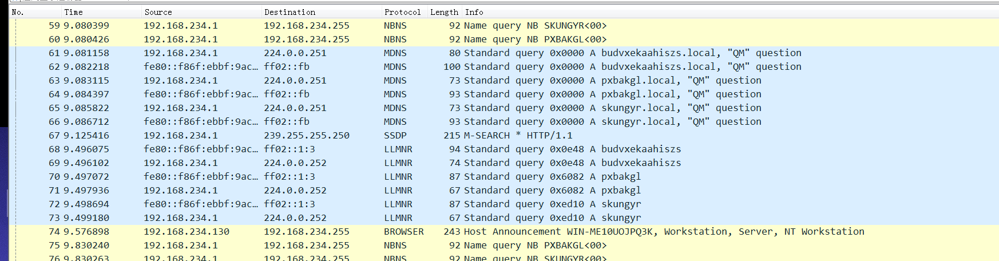 No. Time Source Destination Protocol Length Info
59 9.080399 192.168.234.1 192.168.234.255 NBNS 92 Name query NB SKUNGYR<00>
60 9.080426 192.168.234.1 192.168.234.255 NBNS 92 Name query NB PXBAKGL<00>
61 9.081158 192.168.234.1 224.0.0.251 MDNS 80 Standard query 0x0000 A budvxekaahiszs.local, "QM" question
62 9.082218 fe80::f86f:ebbf:9ac… ff02::fb MDNS 100 Standard query 0x0000 A budvxekaahiszs.local, "QM" question
63 9.083115 192.168.234.1 224.0.0.251 MDNS 73 Standard query 0x0000 A pxbakgl.local, "QM" question
64 9.084397 fe80::f86f:ebbf:9ac… ff02::fb MDNS 93 Standard query 0x0000 A pxbakgl.local, "QM" question
65 9.085822 192.168.234.1 224.0.0.251 MDNS 73 Standard query 0x0000 A skungyr.local, "QM" question
66 9.086712 fe80::f86f:ebbf:9ac… ff02::fb MDNS 93 Standard query 0x0000 A skungyr.local, "QM" question
67 9.125416 192.168.234.1 239.255.255.250 SSDP 215 M-SEARCH * HTTP/1.1
68 9.496075 fe80::f86f:ebbf:9ac… ff02::1:3 LLMNR 94 Standard query 0x0e48 A budvxekaahiszs
69 9.496102 192.168.234.1 224.0.0.252 LLMNR 74 Standard query 0x0e48 A budvxekaahiszs
70 9.497072 fe80::f86f:ebbf:9ac… ff02::1:3 LLMNR 87 Standard query 0x6082 A pxbakgl
71 9.497936 192.168.234.1 224.0.0.252 LLMNR 67 Standard query 0x6082 A pxbakgl
72 9.498694 fe80::f86f:ebbf:9ac… ff02::1:3 LLMNR 87 Standard query 0xed10 A skungyr
73 9.499180 192.168.234.1 224.0.0.252 LLMNR 67 Standard query 0xed10 A skungyr
74 9.576898 192.168.234.130 192.168.234.255 BROWSER 243 Host Announcement WIN-ME10UOJPQ3K, Workstation, Server, NT Workstation
75 9.830240 192.168.234.1 192.168.234.255 NBNS 92 Name query NB PXBAKGL<00>
76 9.830263 192.168.234.1 192.168.234.255 NBNS 92 Name query NB SKUNGYR<00>